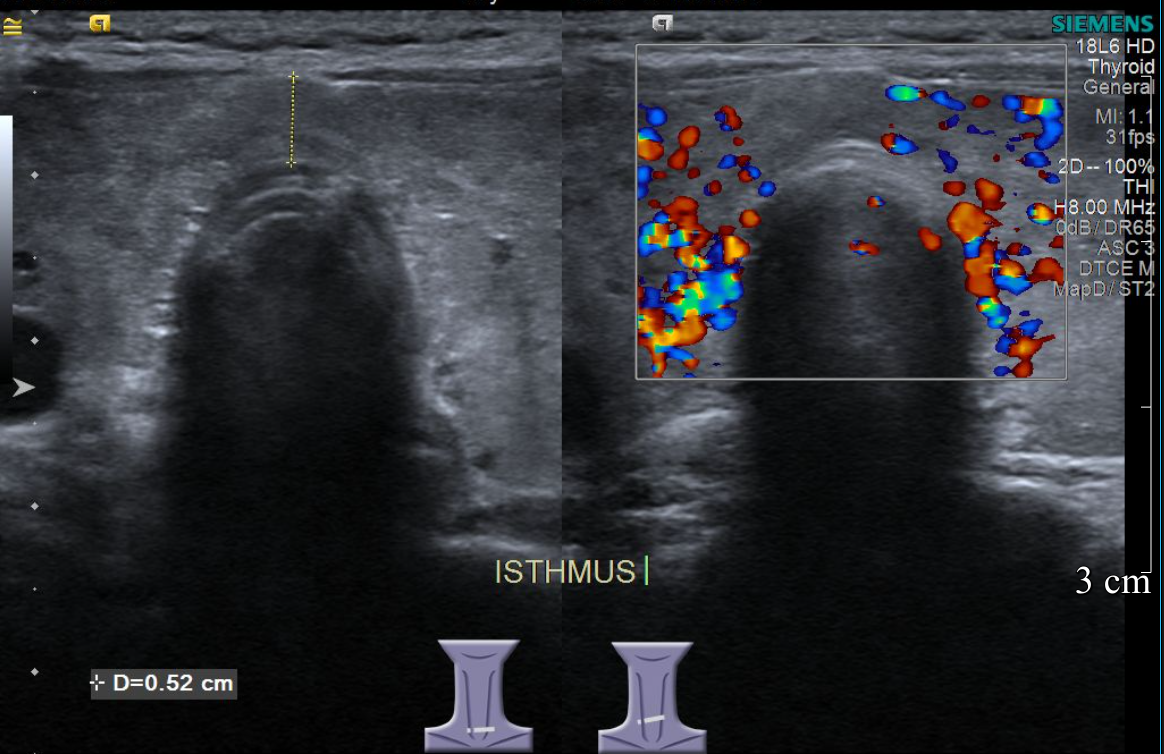 SIEMENS
18L6 HD
Thyroid
General
MI: 1.1
31fps
2D -- 100%
THI
H8.00 MHz
0dB/DR65
ASC 3
DTCE M
MapD/ST2
ISTHMUS
3 cm
D=0.52 cm